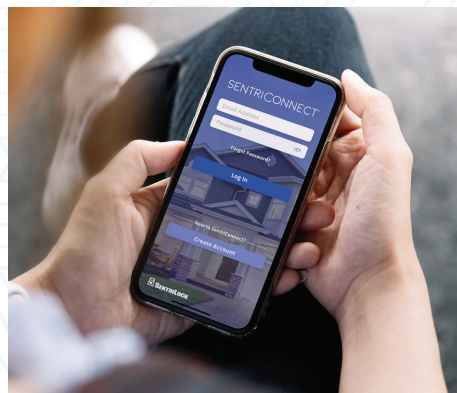 SENTRICONNECT
Email Address
Password
Forgot Password?
Log In
New to SentriConnect?
Create Account
SENTRILOCK